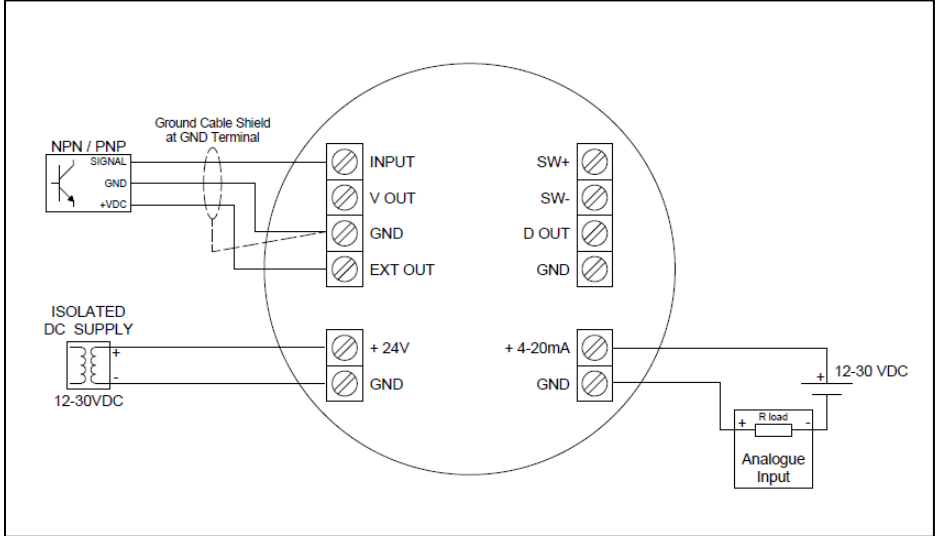 Ground Cable Shield
at GND Terminal
NPN / PNP
SIGNAL
GND
+VDC
INPUT
V OUT
GND
EXT OUT
SW+
SW-
D OUT
GND
ISOLATED
DC SUPPLY
+
-
12-30VDC
+ 24V
GND
+ 4-20mA
GND
+
12-30 VDC
+ R load -
Analogue
Input